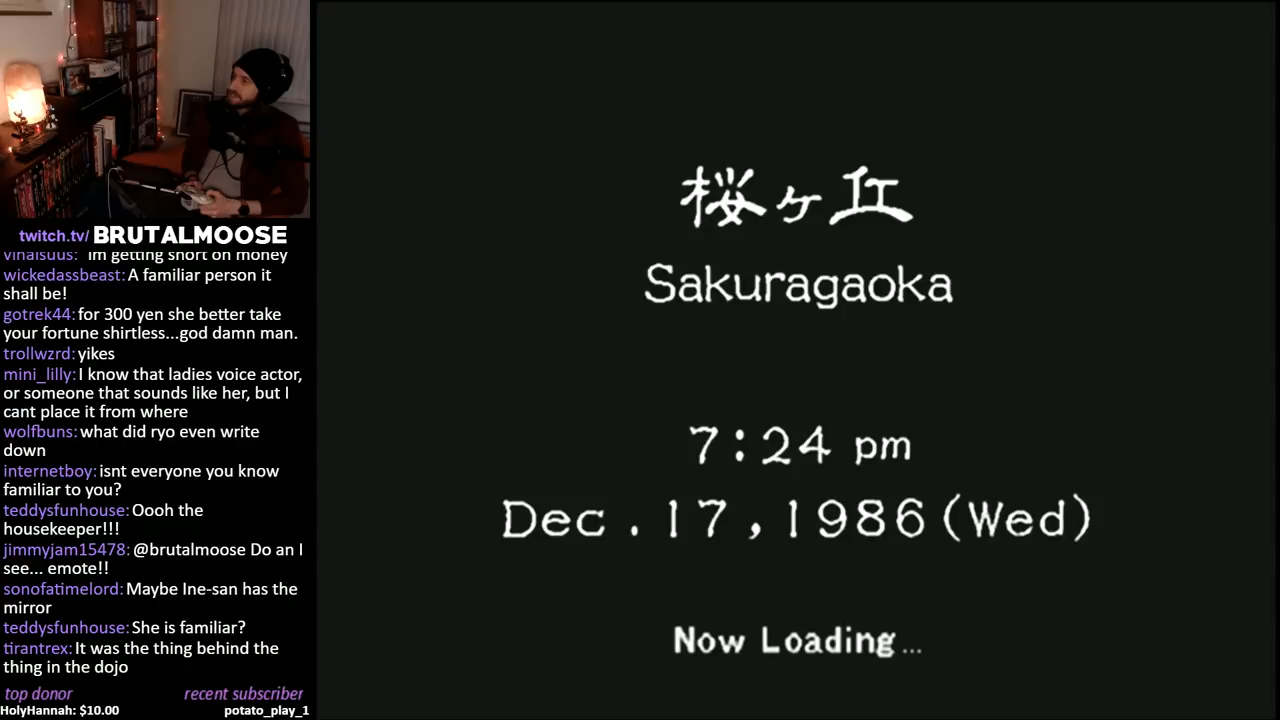 twitch.tv/BRUTALMOOSE
vinaisuus: im getting short on money
wickedassbeast: A familiar person it
shall be!
gotrek44: for 300 yen she better take
your fortune shirtless...god damn man.
trollwzrd: yikes
mini_lilly: I know that ladies voice actor,
or someone that sounds like her, but I
cant place it from where
wolfbuns: what did ryo even write
down
internetboy: isnt everyone you know
familiar to you?
teddysfunhouse: Oooh the
housekeeper!!!
jimmyjam15478: @brutalmoose Do an I
see... emote!!
sonofatimelord: Maybe Ine-san has the
mirror
teddysfunhouse: She is familiar?
tirantrex: It was the thing behind the
thing in the dojo
top donor recent subscriber
HolyHannah: $10.00 potato_play_1
桜ヶ丘
Sakuragaoka
7:24 pm
Dec.17,1986(Wed)
Now Loading...